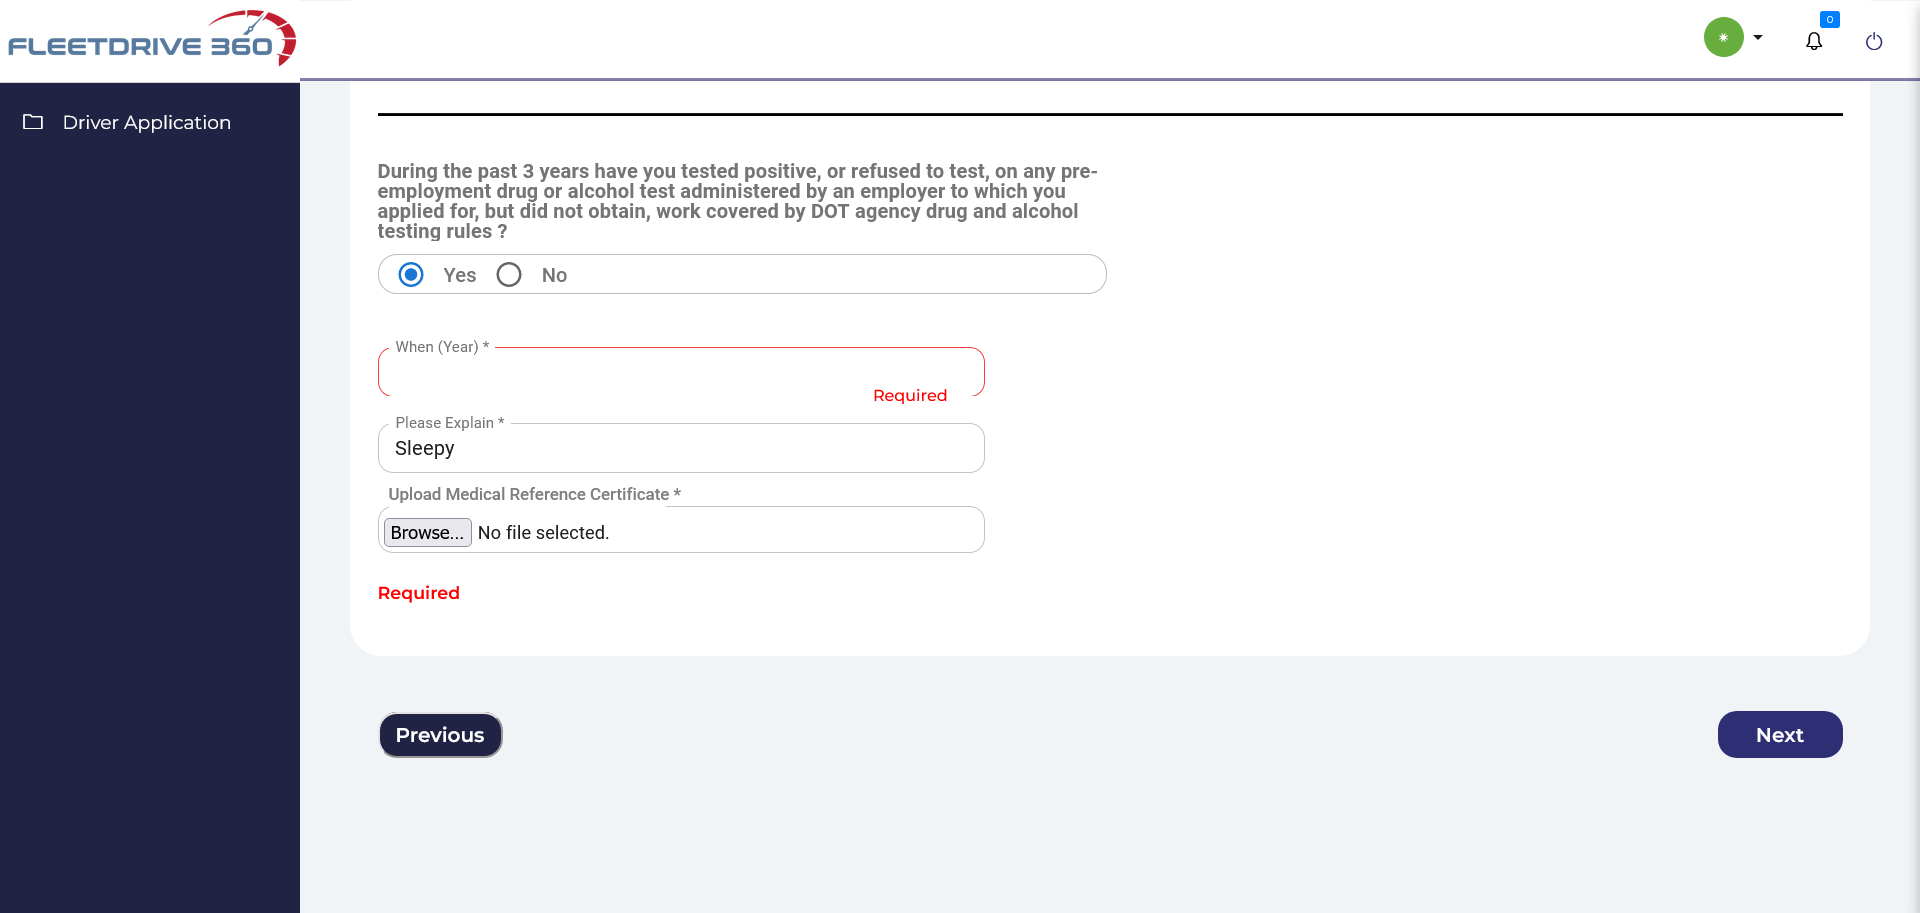 FLEETDRIVE 360
0
Driver Application
During the past 3 years have you tested positive, or refused to test, on any pre-
employment drug or alcohol test administered by an employer to which you
applied for, but did not obtain, work covered by DOT agency drug and alcohol
testing rules ?
Yes No
When (Year) *
Required
Please Explain *
Sleepy
Upload Medical Reference Certificate *
Browse... No file selected.
Required
Previous Next